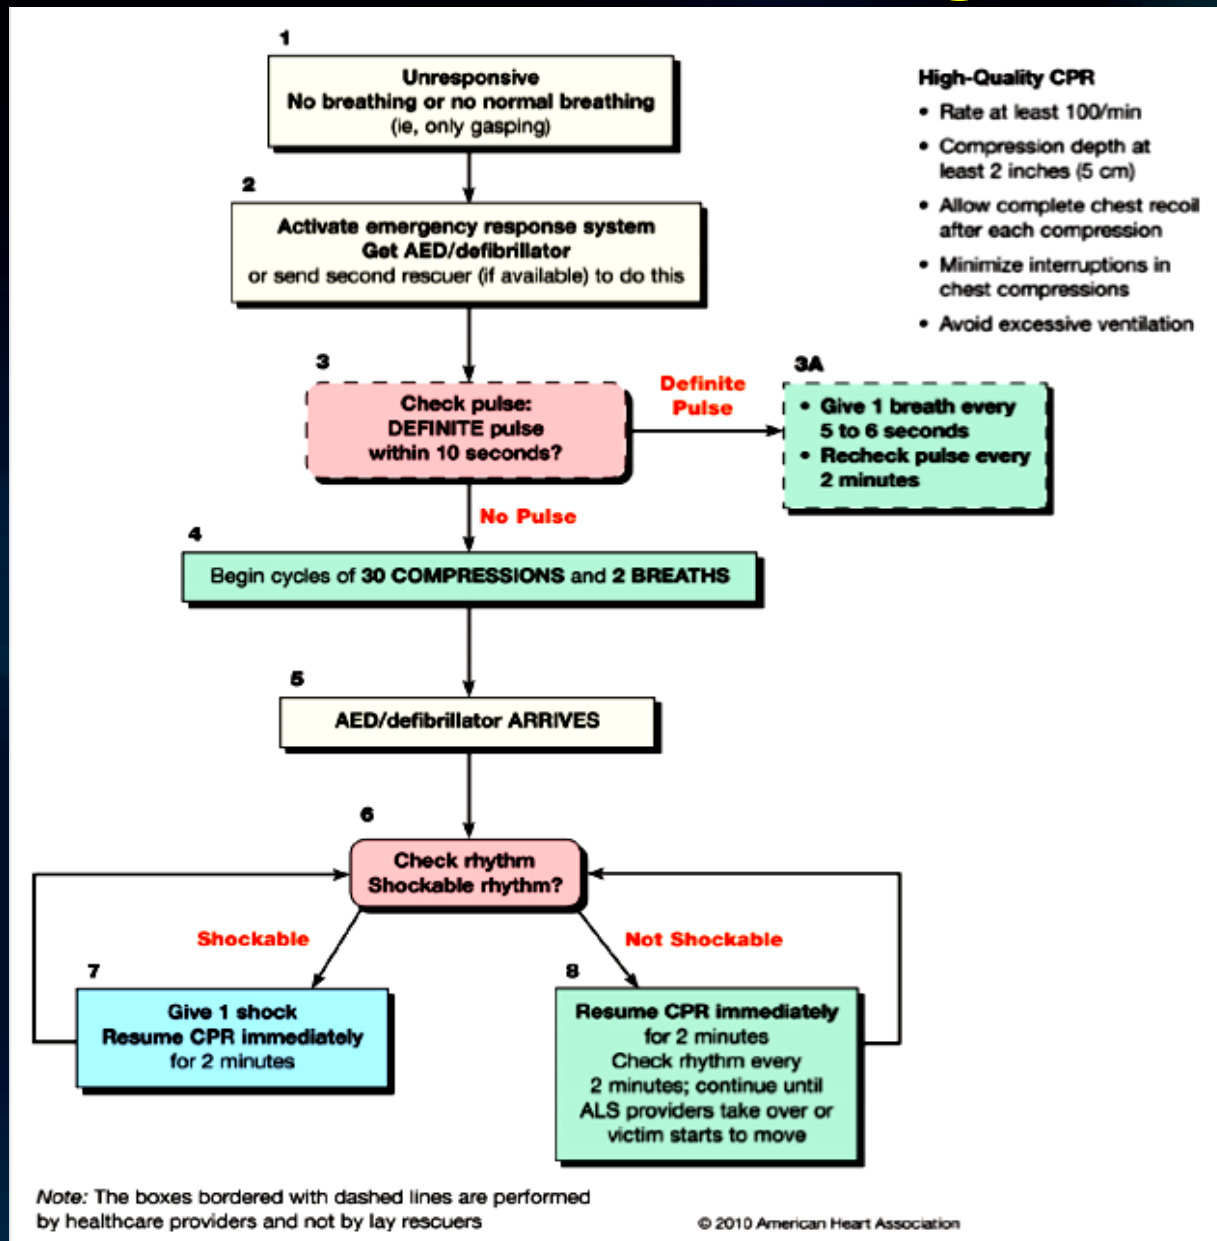 1
Unresponsive
No breathing or no normal breathing
(ie, only gasping)
High-Quality CPR
• Rate at least 100/min
• Compression depth at
least 2 inches (5 cm)
• Allow complete chest recoil
after each compression
• Minimize interruptions in
chest compressions
• Avoid excessive ventilation
2
Activate emergency response system
Get AED/defibrillator
or send second rescuer (if available) to do this
3
Check pulse:
DEFINITE pulse
within 10 seconds?
Definite
Pulse
3A
• Give 1 breath every
5 to 6 seconds
• Recheck pulse every
2 minutes
No Pulse
4
Begin cycles of 30 COMPRESSIONS and 2 BREATHS
5
AED/defibrillator ARRIVES
6
Check rhythm
Shockable rhythm?
Shockable
Not Shockable
7
Give 1 shock
Resume CPR immediately
for 2 minutes
8
Resume CPR immediately
for 2 minutes
Check rhythm every
2 minutes; continue until
ALS providers take over or
victim starts to move
Note: The boxes bordered with dashed lines are performed
by healthcare providers and not by lay rescuers
© 2010 American Heart Association